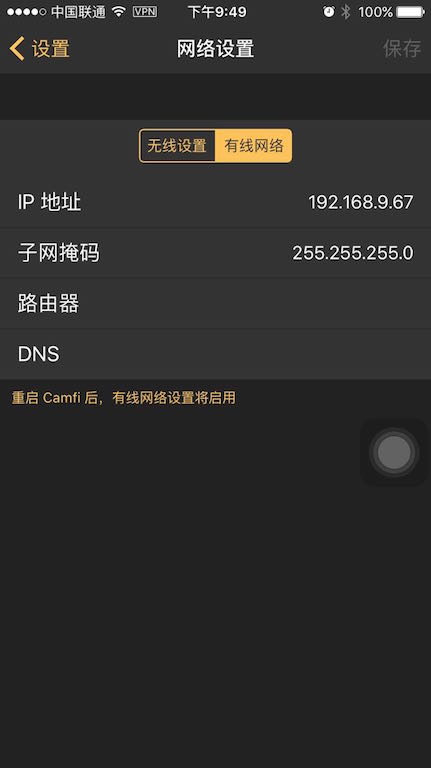 中国联通 VPN 下午9:49 100%
设置 网络设置 保存
无线设置 有线网络
IP 地址 192.168.9.67
子网掩码 255.255.255.0
路由器
DNS
重启 Camfi 后，有线网络设置将启用